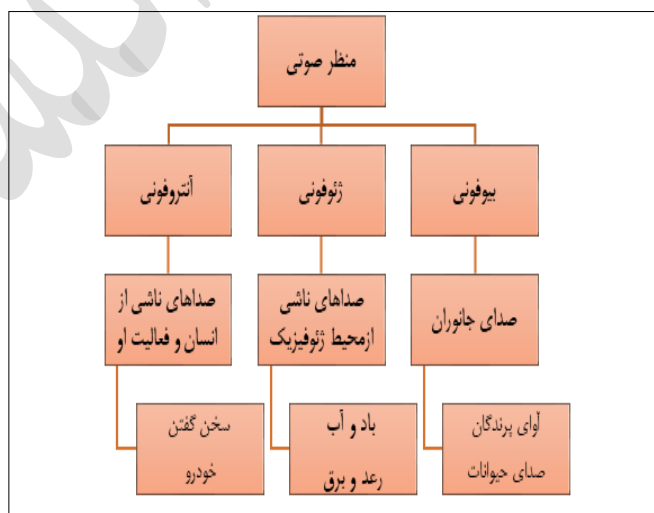 منظر صوتی
بیوفونی
ژئوفونی
آنتروفونی
صدای جانوران
صداهای ناشی
ازمحیط ژئوفیزیک
صداهای ناشی از
انسان و فعالیت او
آوای پرندگان
صدای حیوانات
باد و آب
رعد و برق
سخن گفتن
خودرو